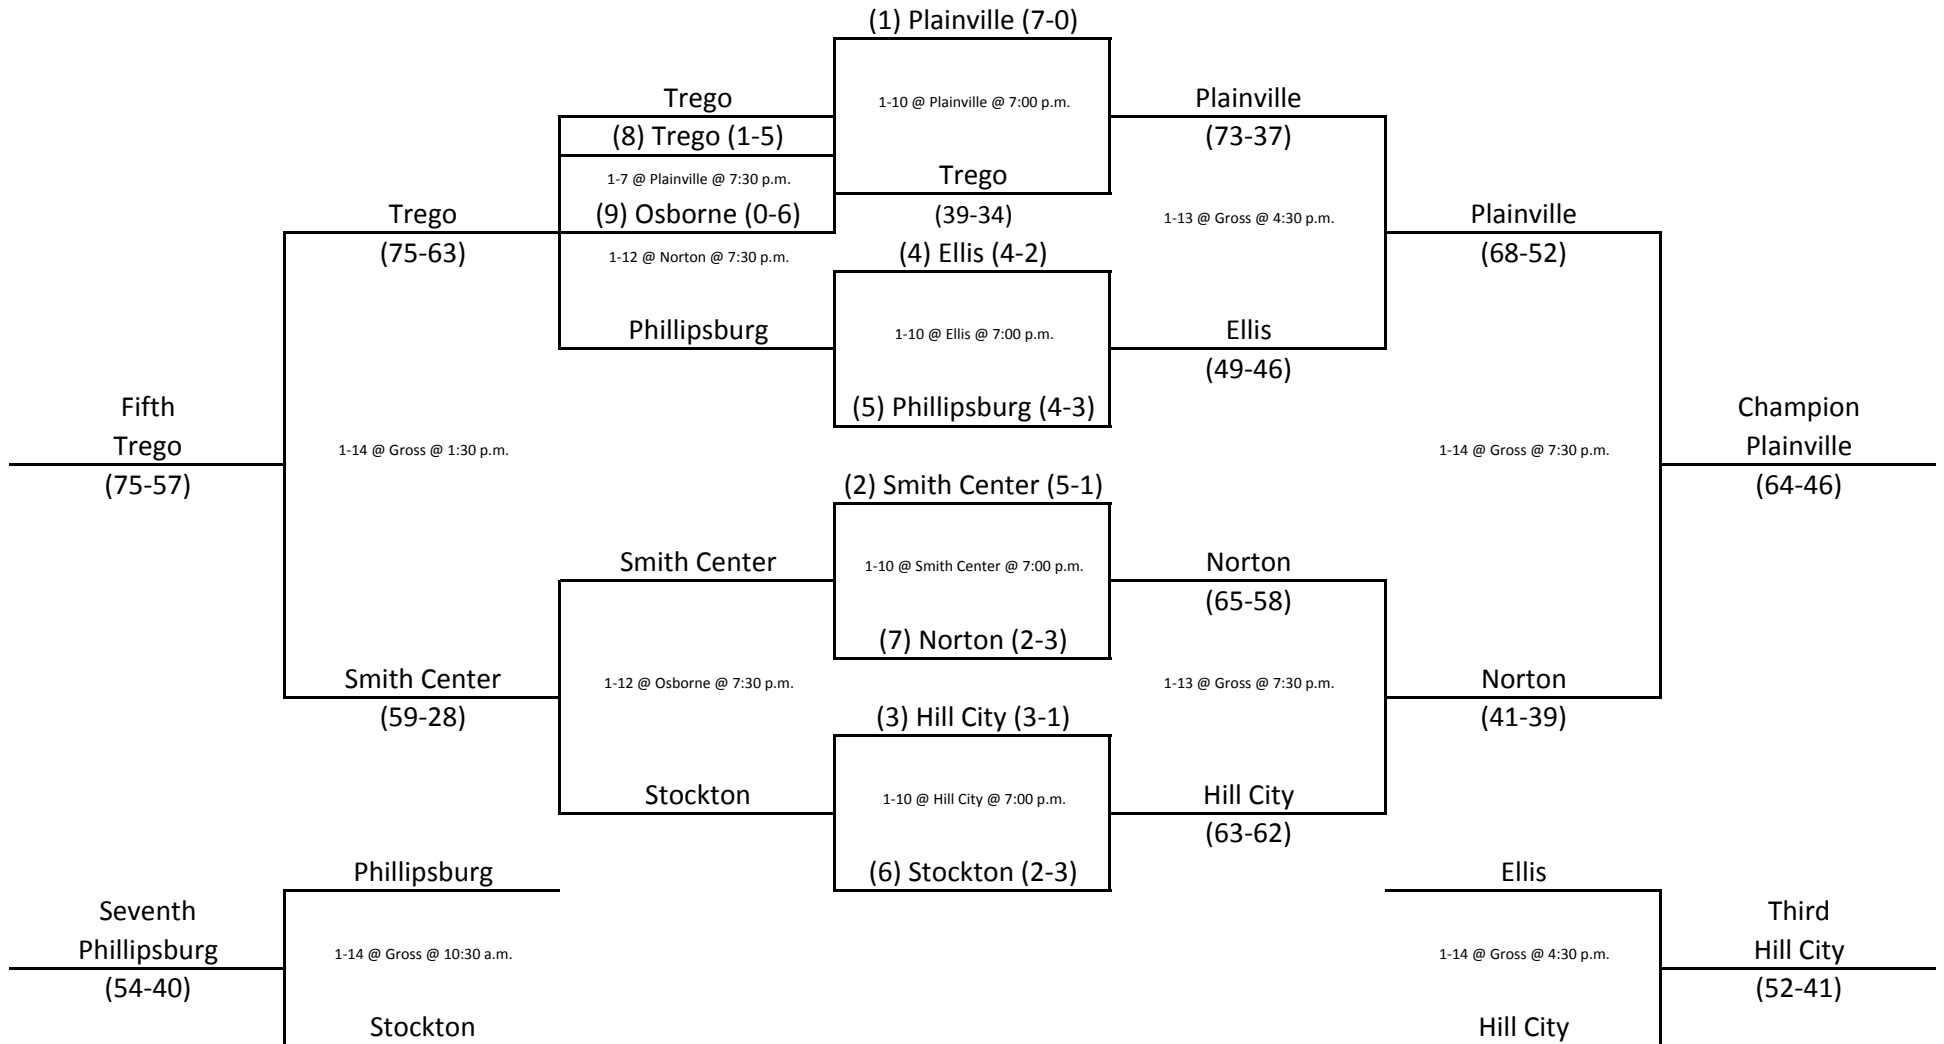 (1) Plainville (7-0)
Trego
1-10 @ Plainville @ 7:00 p.m.
Plainville
(8) Trego (1-5)
(73-37)
1-7 @ Plainville @ 7:30 p.m.
Trego
Trego
(9) Osborne (0-6)
(39-34)
1-13 @ Gross @ 4:30 p.m.
Plainville
(75-63)
1-12 @ Norton @ 7:30 p.m.
(4) Ellis (4-2)
(68-52)
Phillipsburg
1-10 @ Ellis @ 7:00 p.m.
Ellis
(49-46)
Fifth
(5) Phillipsburg (4-3)
Champion
Trego
1-14 @ Gross @ 1:30 p.m.
1-14 @ Gross @ 7:30 p.m.
Plainville
(75-57)
(2) Smith Center (5-1)
(64-46)
Smith Center
1-10 @ Smith Center @ 7:00 p.m.
Norton
(65-58)
(7) Norton (2-3)
Smith Center
1-12 @ Osborne @ 7:30 p.m.
1-13 @ Gross @ 7:30 p.m.
Norton
(59-28)
(3) Hill City (3-1)
(41-39)
Stockton
1-10 @ Hill City @ 7:00 p.m.
Hill City
(63-62)
Phillipsburg
(6) Stockton (2-3)
Ellis
Seventh
Third
Phillipsburg
1-14 @ Gross @ 10:30 a.m.
1-14 @ Gross @ 4:30 p.m.
Hill City
(54-40)
(52-41)
Stockton
Hill City